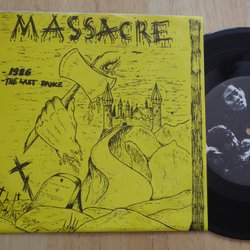 MASSACRE
-1986
-THE LAST DANCE